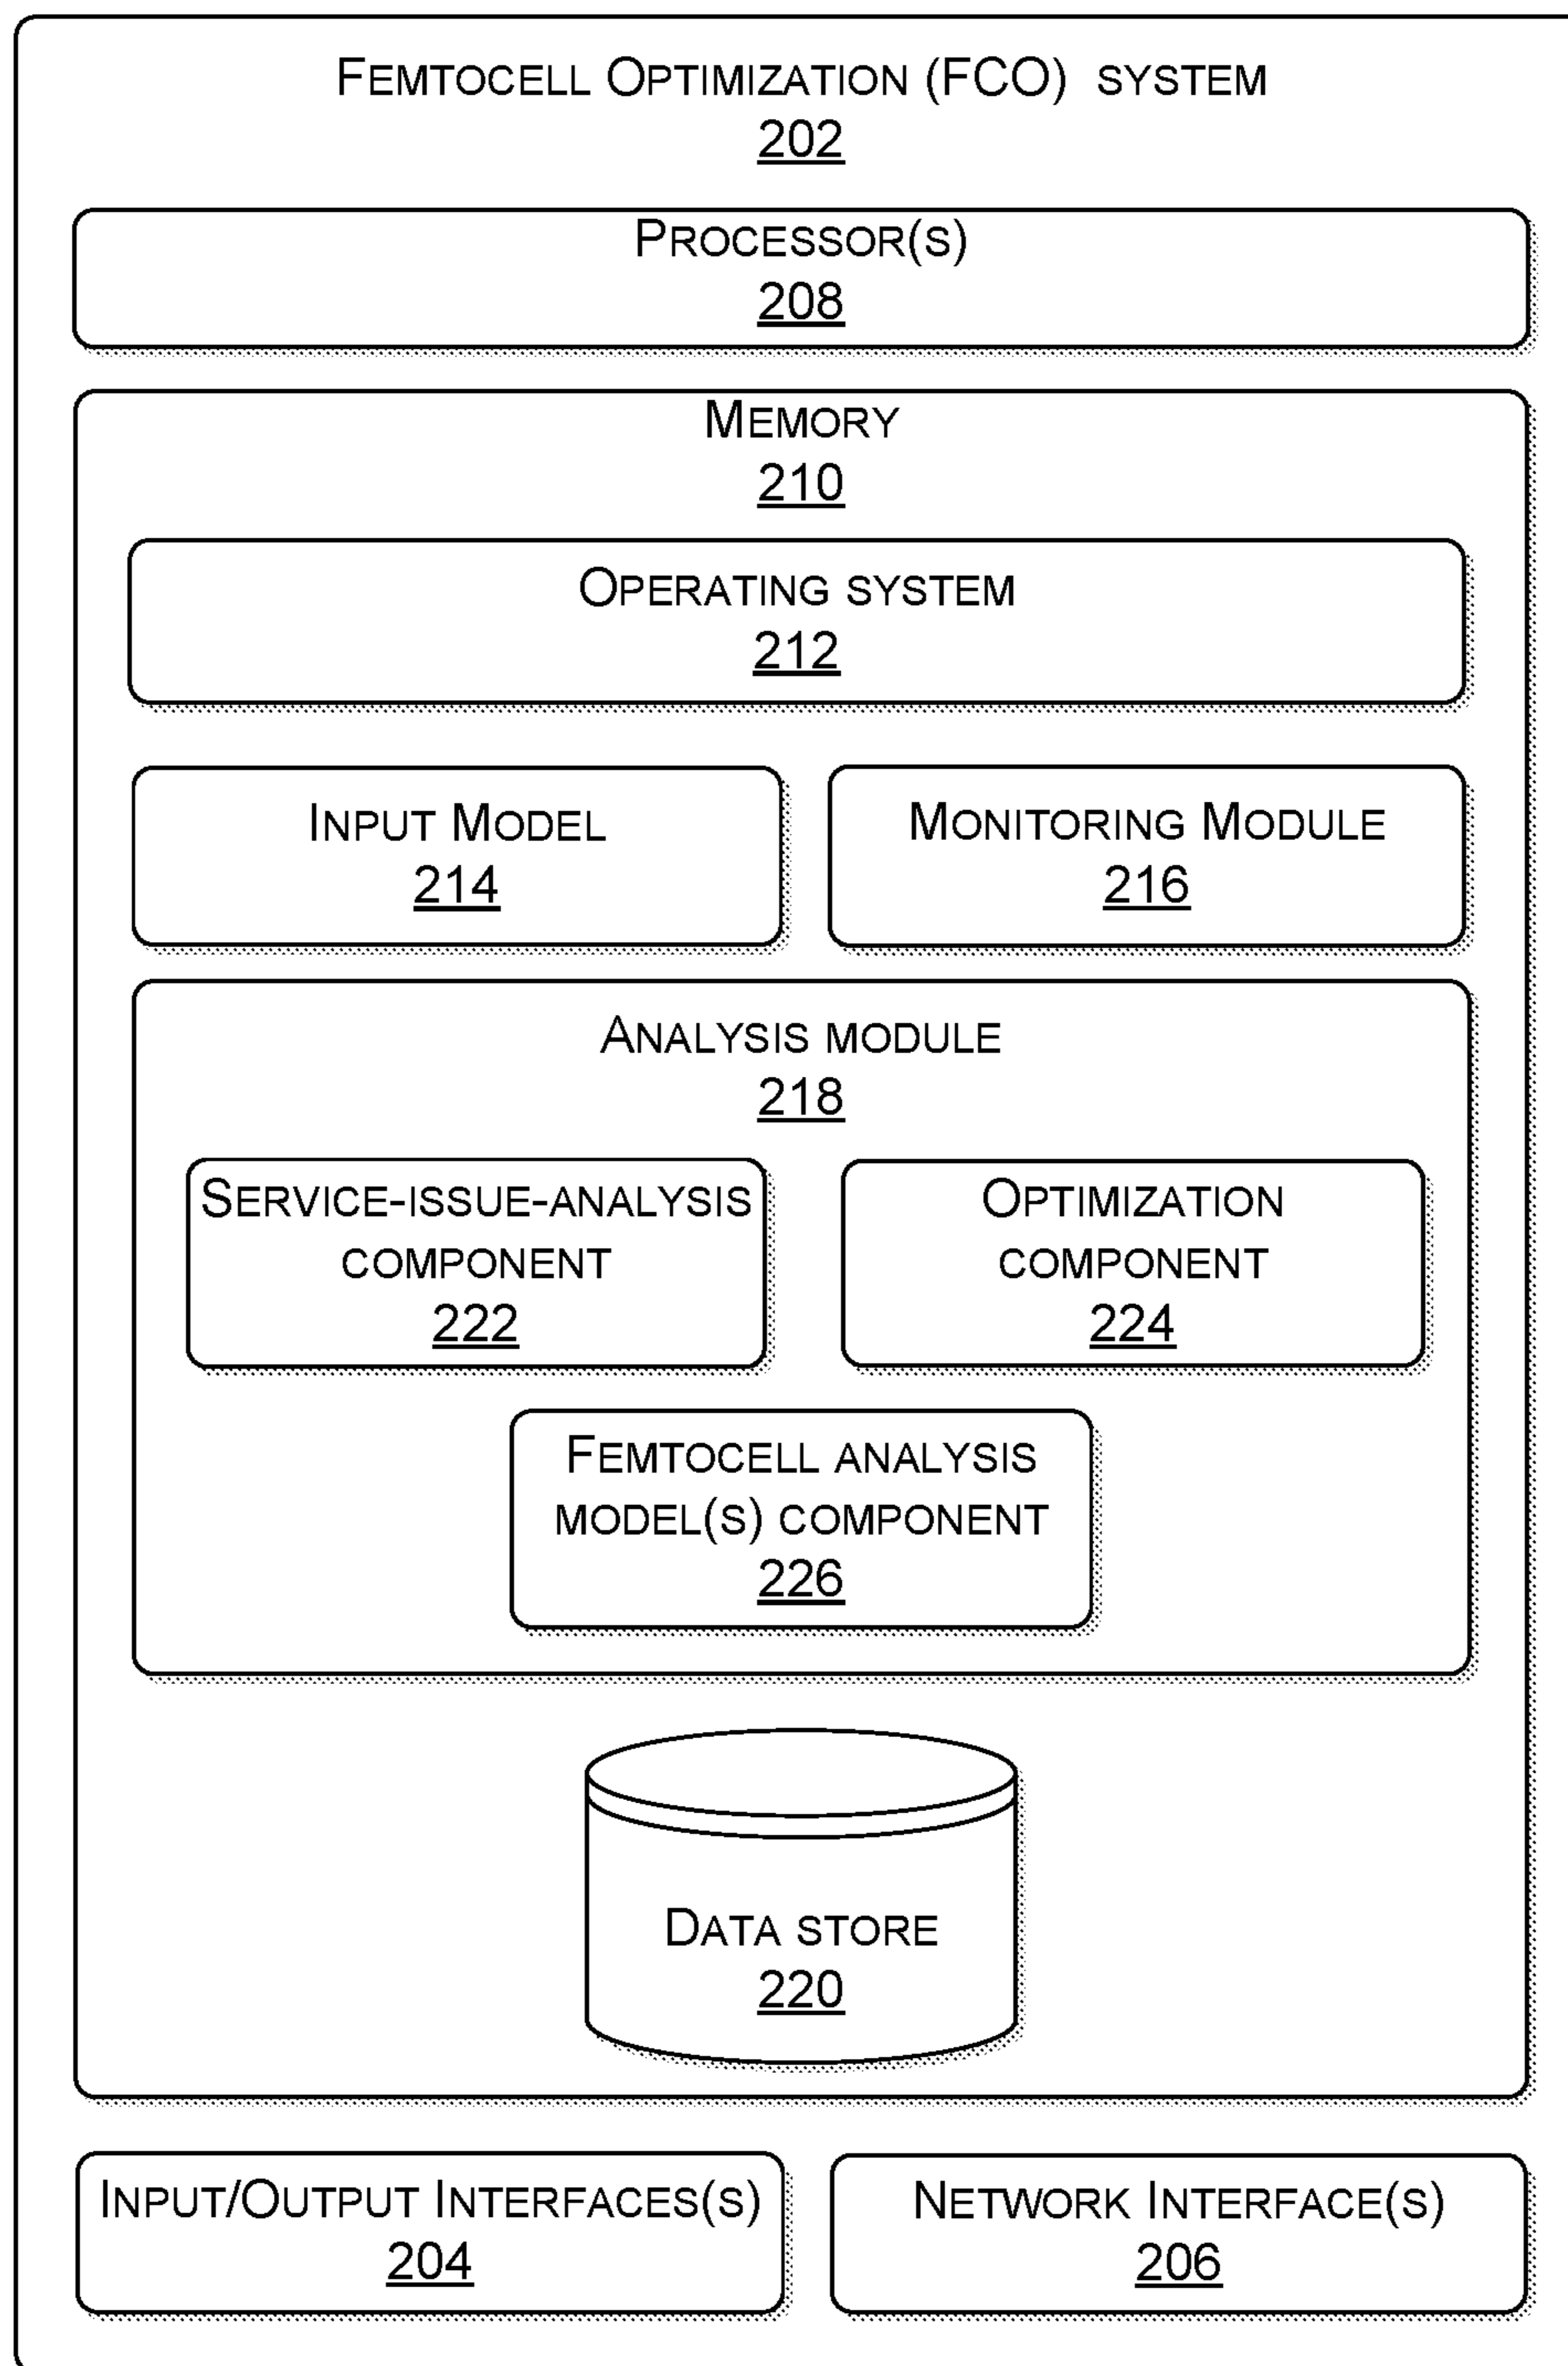 FEMTOCELL OPTIMIZATION (FCO) SYSTEM
202
PROCESSOR(S)
208
MEMORY
210
OPERATING SYSTEM
212
INPUT MODEL
214
MONITORING MODULE
216
ANALYSIS MODULE
218
SERVICE-ISSUE-ANALYSIS
COMPONENT
222
OPTIMIZATION
COMPONENT
224
FEMTOCELL ANALYSIS
MODEL(S) COMPONENT
226
DATA STORE
220
INPUT/OUTPUT INTERFACES(S)
204
NETWORK INTERFACE(S)
206